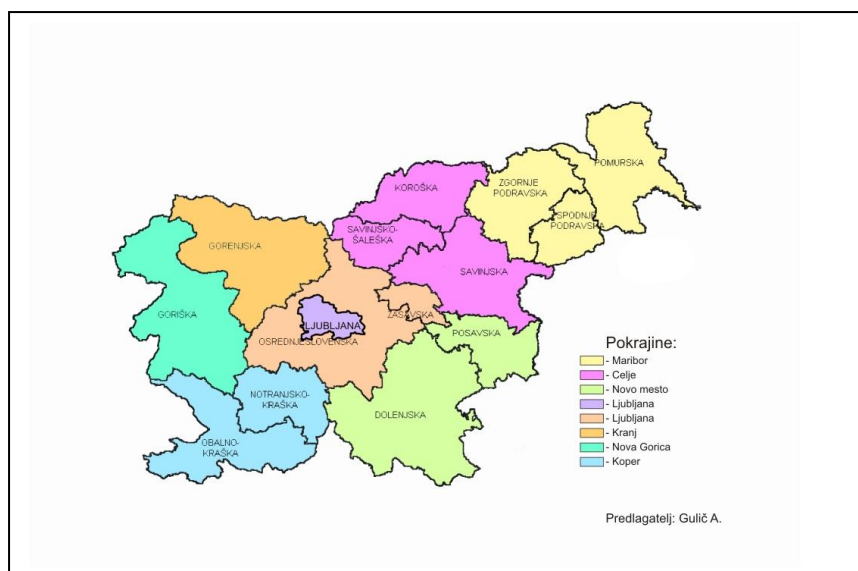 POMURSKA
KOROŠKA
ZGORNJE
PODRAVSKA
SPODNJE
PODRAVSKA
SAVINJSKO-
ŠALEŠKA
GORENJSKA
SAVINJSKA
GORIŠKA
ZASAVSKA
LJUBLJANA
POSAVSKA
OSREDNJESLOVENSKA
NOTRANJSKO-
KRAŠKA
DOLENJSKA
OBALNO-
KRAŠKA
Pokrajine:
- Maribor
- Celje
- Novo mesto
- Ljubljana
- Ljubljana
- Kranj
- Nova Gorica
- Koper
Predlagatelj: Gulič A.